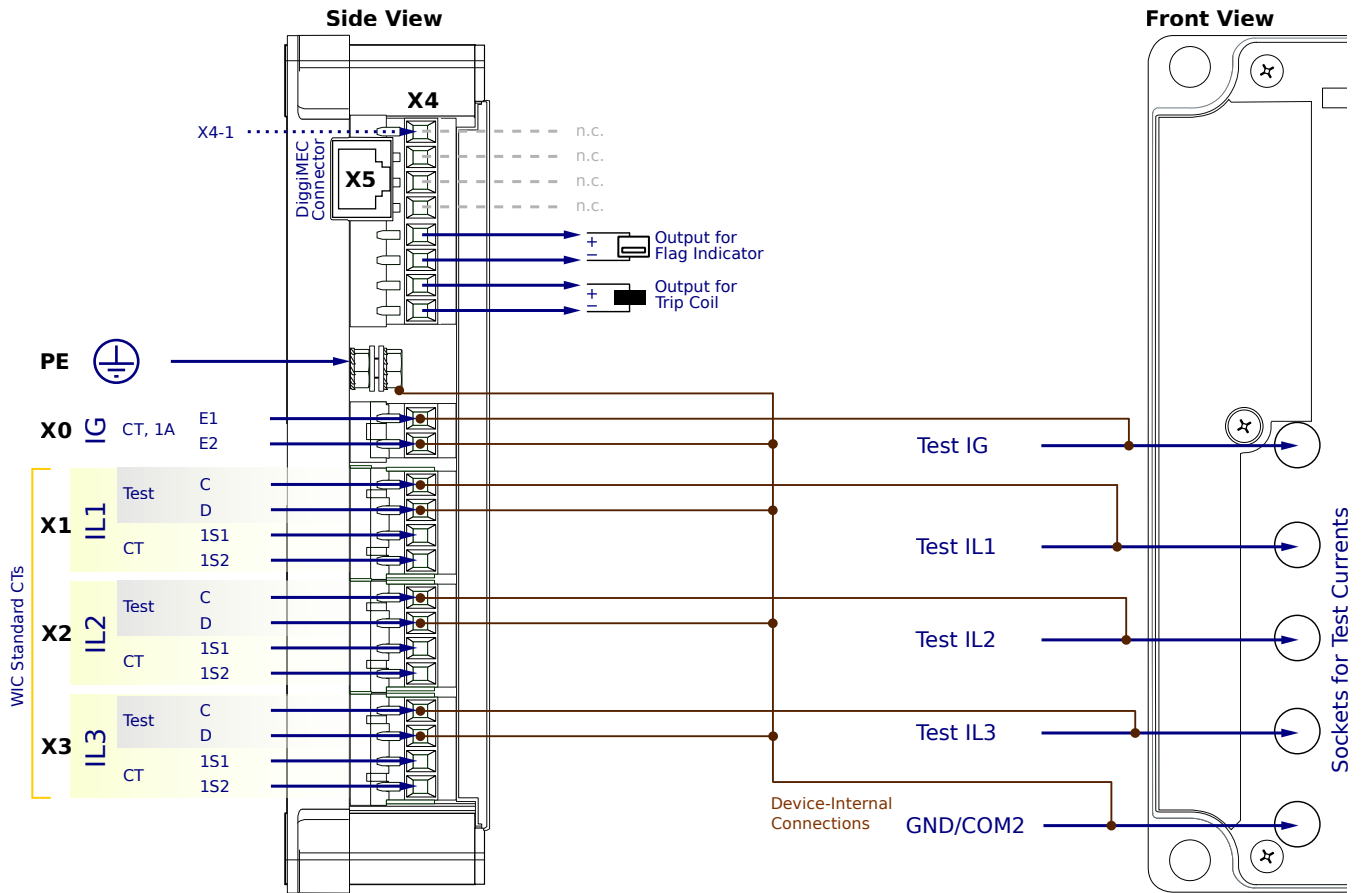 Side View
Front View
X4
X4-1
n.c.
n.c.
n.c.
n.c.
DiggiMEC
Connector
X5
+
−
Output for
Flag Indicator
+
−
Output for
Trip Coil
PE
X0
IG
CT, 1A
E1
E2
Test IG
WIC Standard CTs
X1
IL1
Test
C
D
CT
1S1
1S2
Test IL1
X2
IL2
Test
C
D
CT
1S1
1S2
Test IL2
X3
IL3
Test
C
D
CT
1S1
1S2
Test IL3
Device-Internal
Connections
GND/COM2
Sockets for Test Currents